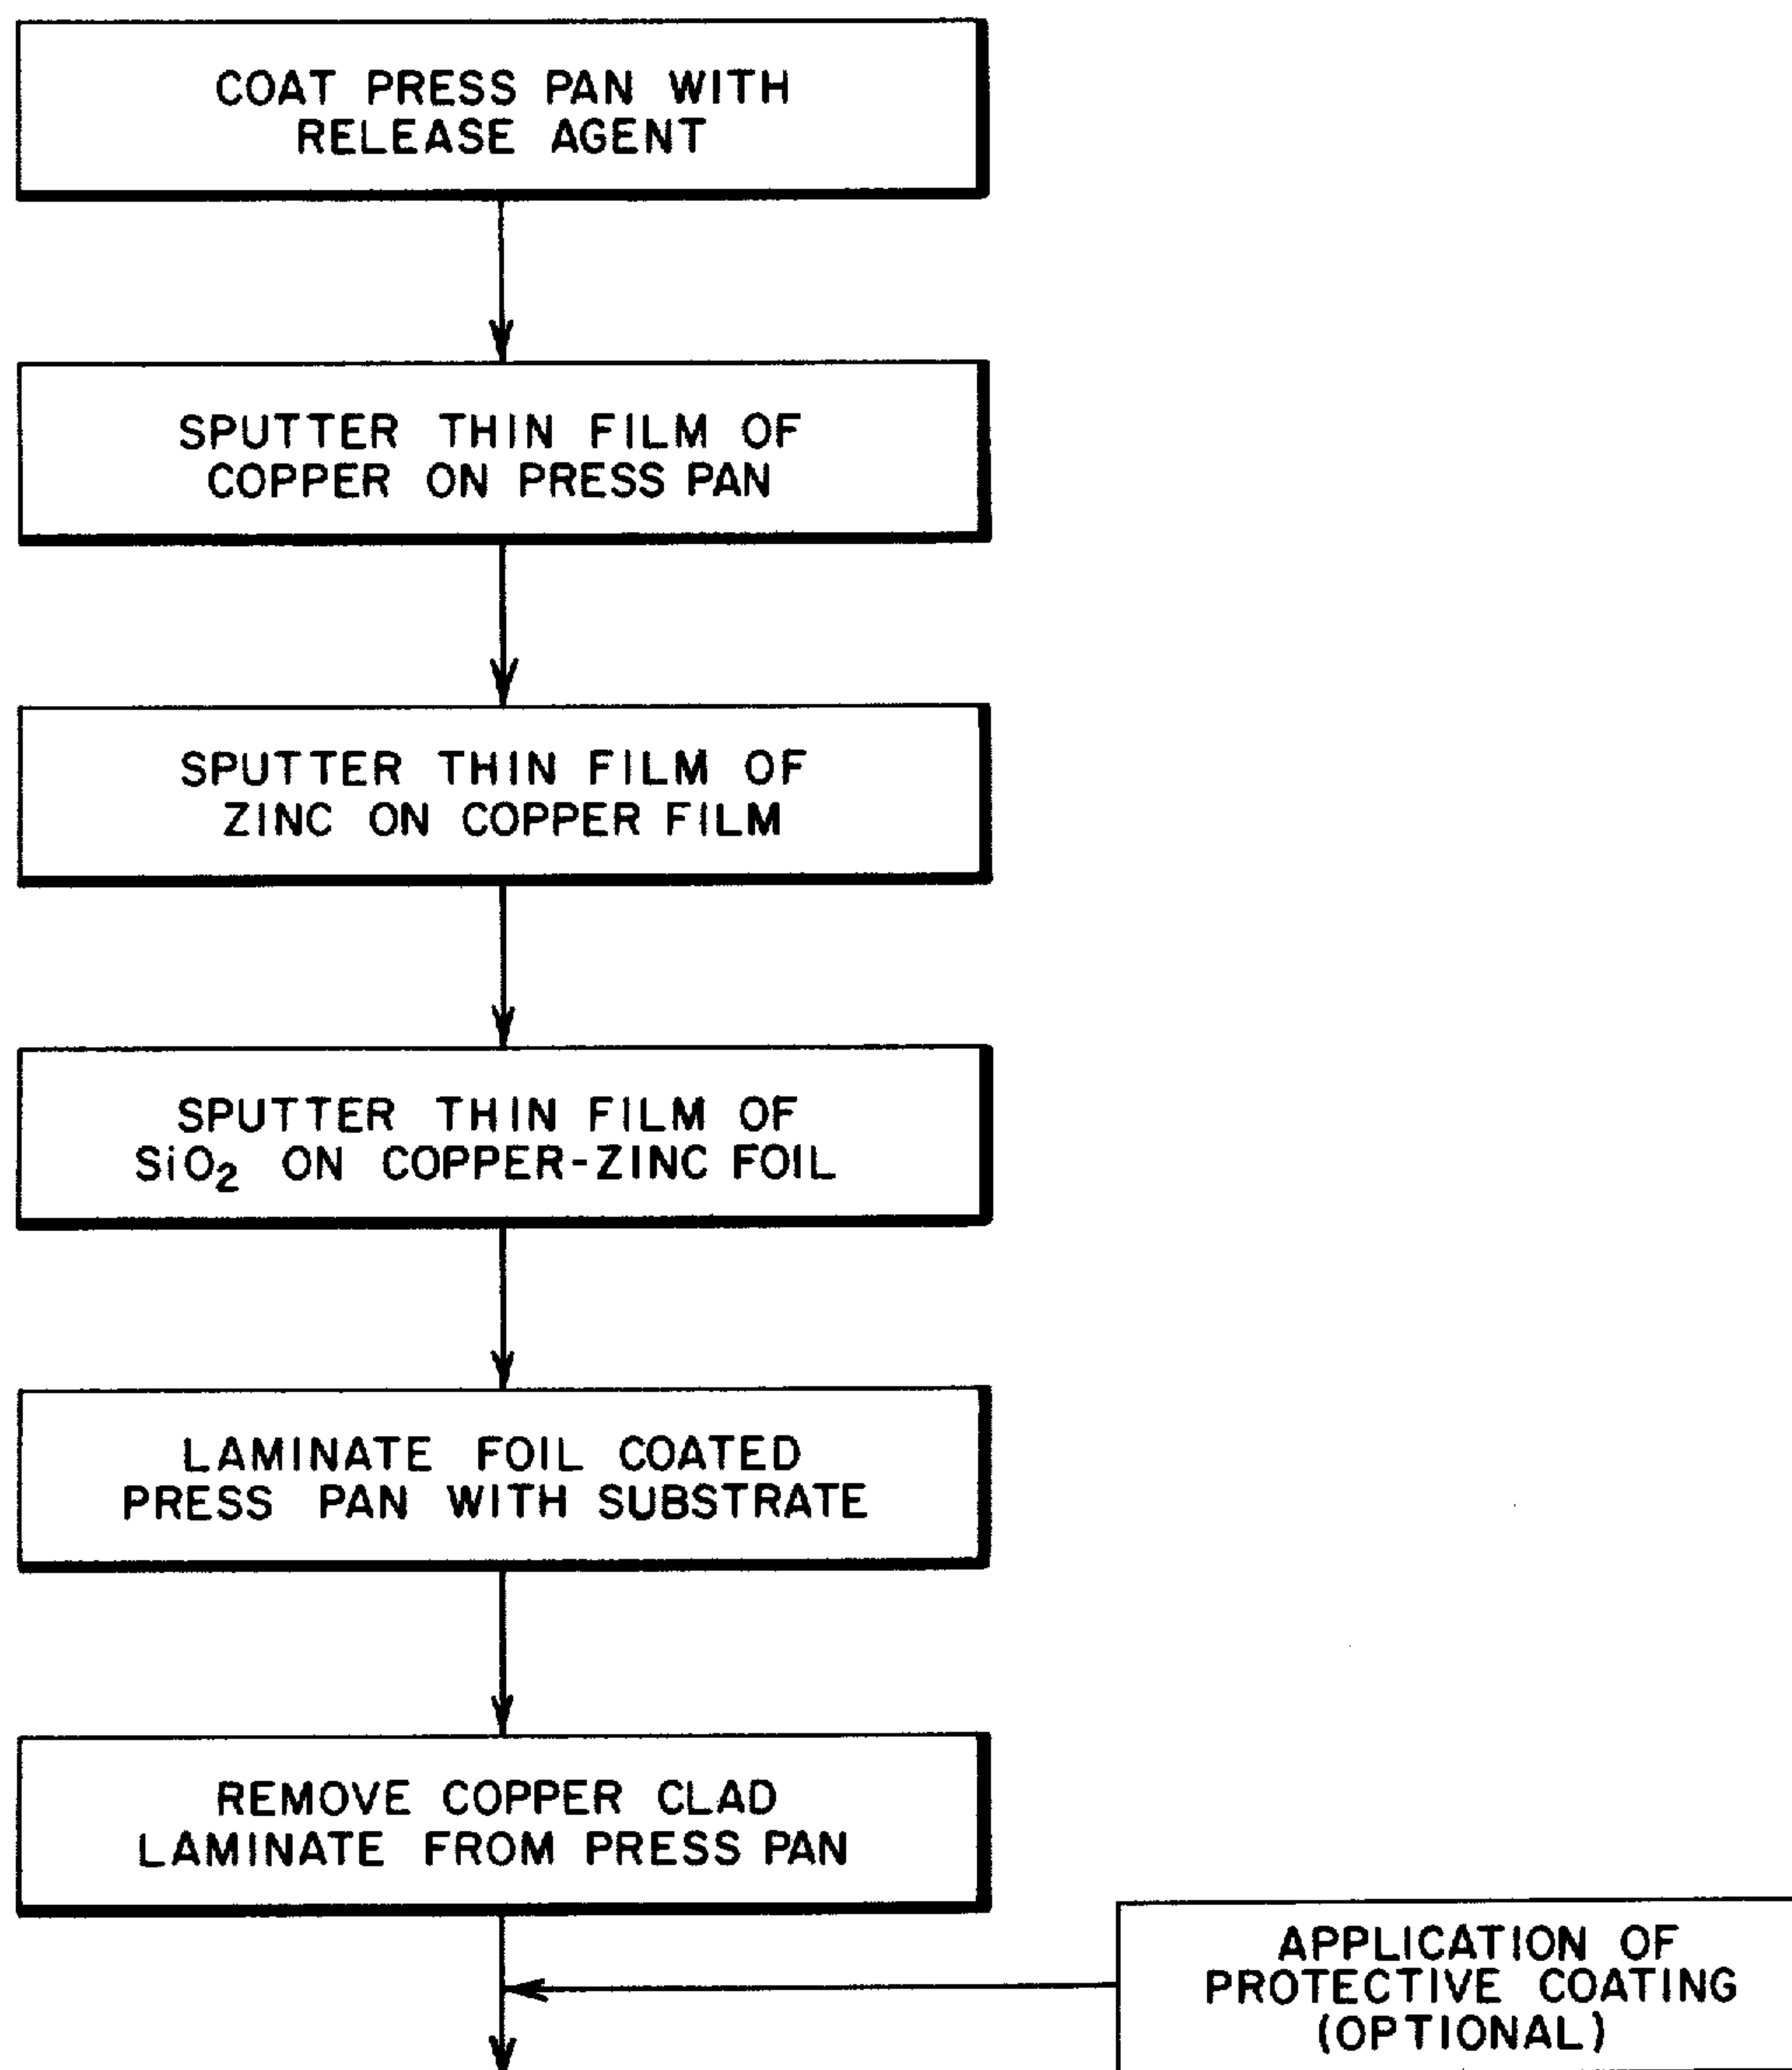 COAT PRESS PAN WITH
RELEASE AGENT
SPUTTER THIN FILM OF
COPPER ON PRESS PAN
SPUTTER THIN FILM OF
ZINC ON COPPER FILM
SPUTTER THIN FILM OF
SiO₂ ON COPPER-ZINC FOIL
LAMINATE FOIL COATED
PRESS PAN WITH SUBSTRATE
REMOVE COPPER CLAD
LAMINATE FROM PRESS PAN
APPLICATION OF
PROTECTIVE COATING
(OPTIONAL)